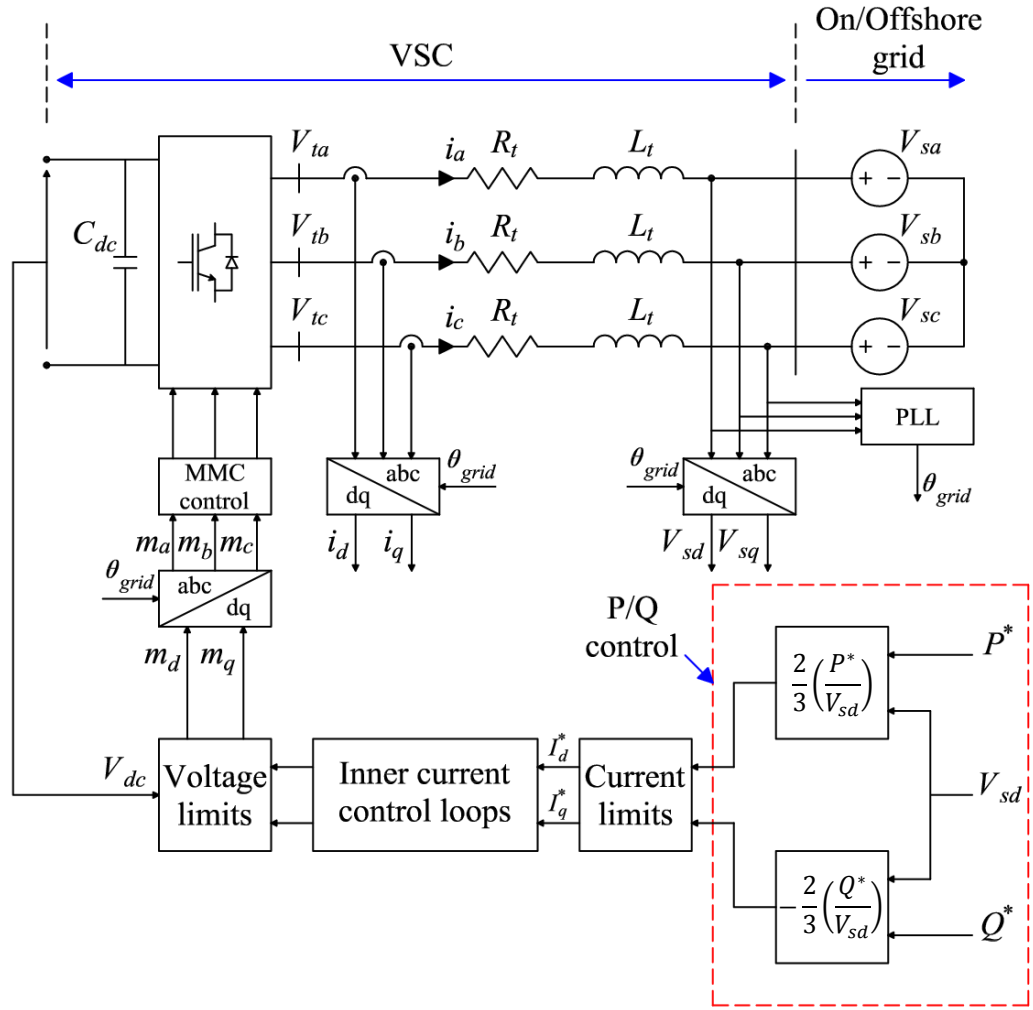 VSC
On/Offshore
grid
V_ta
i_a
R_t
L_t
V_sa
C_dc
V_tb
i_b
R_t
L_t
V_sb
V_tc
i_c
R_t
L_t
V_sc
+ −
+ −
+ −
PLL
MMC
control
abc
dq
θ_grid
θ_grid
abc
dq
θ_grid
m_a m_b m_c
i_d i_q
V_sd V_sq
θ_grid
abc
dq
m_d m_q
P/Q
control
2/3 (P*/V_sd)
P*
V_dc
Voltage
limits
Inner current
control loops
I_d*
I_q*
Current
limits
V_sd
−2/3 (Q*/V_sd)
Q*